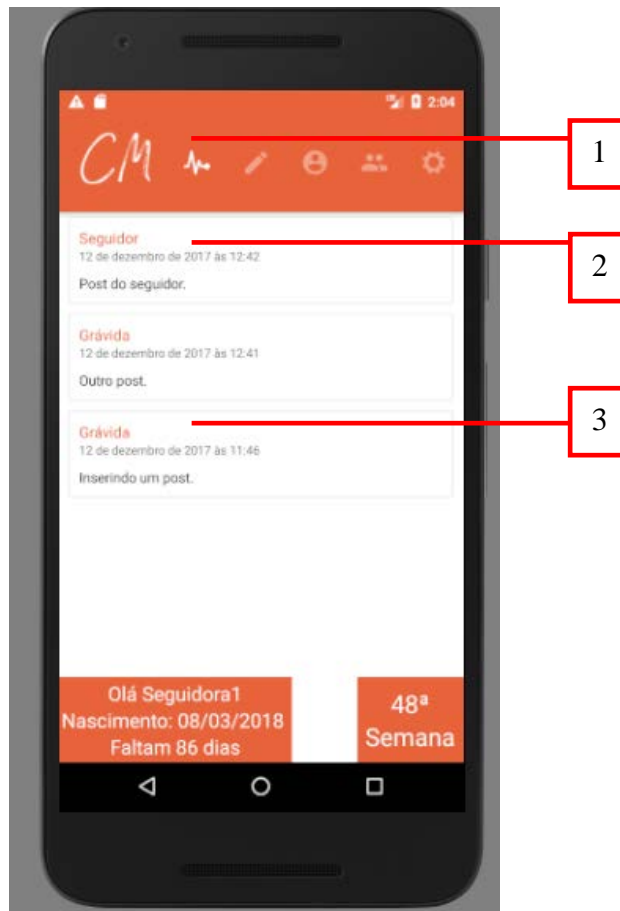 2:04
CM
1
Seguidor
12 de dezembro de 2017 às 12:42
Post do seguidor.
2
Grávida
12 de dezembro de 2017 às 12:41
Outro post.
Grávida
12 de dezembro de 2017 às 11:46
Inserindo um post.
3
Olá Seguidora1
Nascimento: 08/03/2018
Faltam 86 dias
48ª
Semana